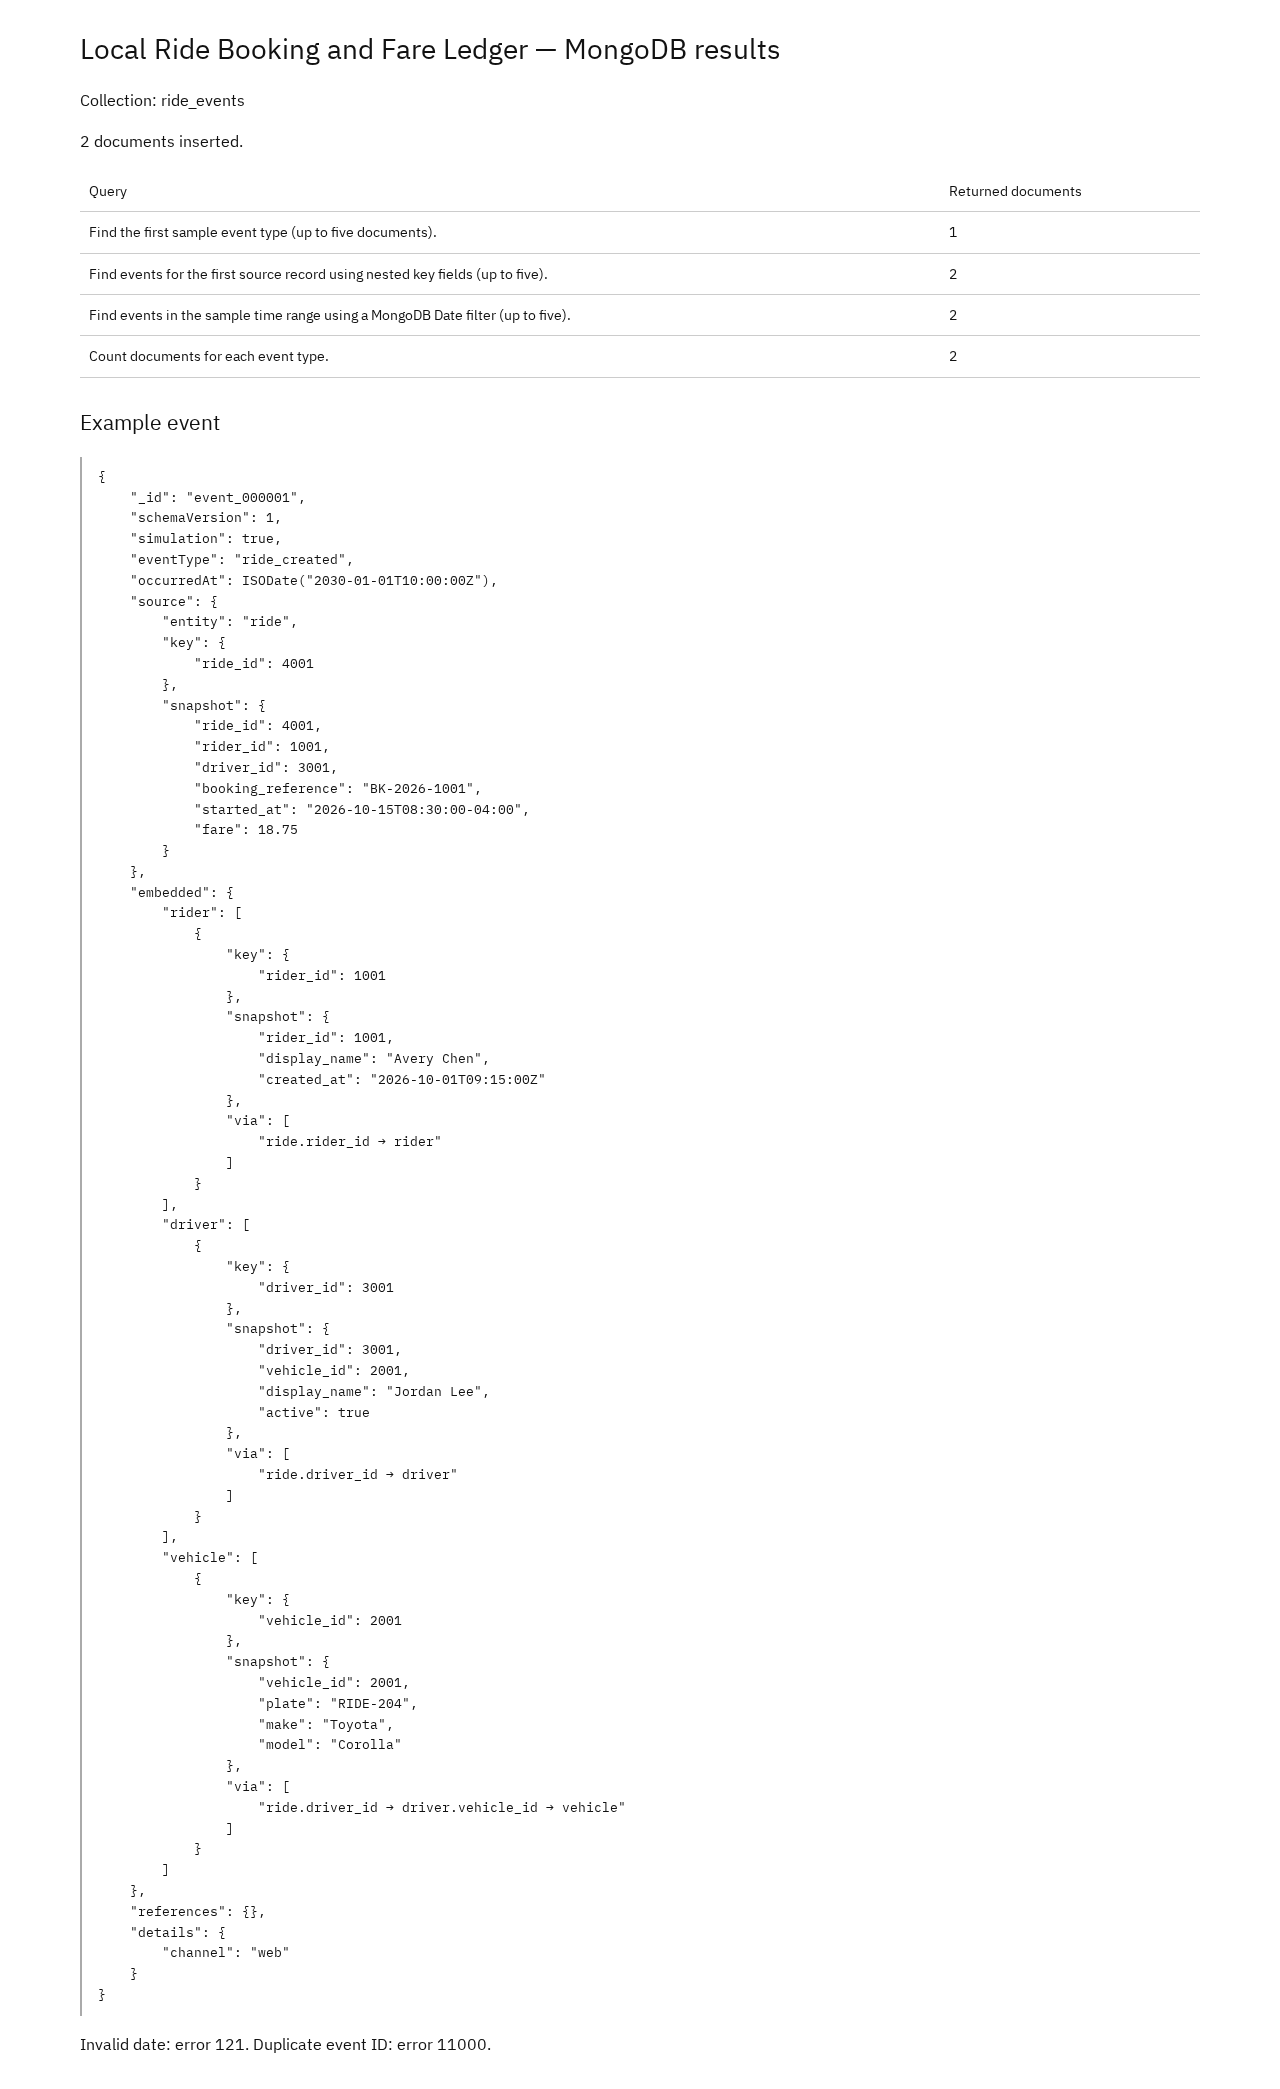 Local Ride Booking and Fare Ledger — MongoDB results
Collection: ride_events
2 documents inserted.
Query Returned documents
Find the first sample event type (up to five documents). 1
Find events for the first source record using nested key fields (up to five). 2
Find events in the sample time range using a MongoDB Date filter (up to five). 2
Count documents for each event type. 2
Example event
{
    "_id": "event_000001",
    "schemaVersion": 1,
    "simulation": true,
    "eventType": "ride_created",
    "occurredAt": ISODate("2030-01-01T10:00:00Z"),
    "source": {
        "entity": "ride",
        "key": {
            "ride_id": 4001
        },
        "snapshot": {
            "ride_id": 4001,
            "rider_id": 1001,
            "driver_id": 3001,
            "booking_reference": "BK-2026-1001",
            "started_at": "2026-10-15T08:30:00-04:00",
            "fare": 18.75
        }
    },
    "embedded": {
        "rider": [
            {
                "key": {
                    "rider_id": 1001
                },
                "snapshot": {
                    "rider_id": 1001,
                    "display_name": "Avery Chen",
                    "created_at": "2026-10-01T09:15:00Z"
                },
                "via": [
                    "ride.rider_id → rider"
                ]
            }
        ],
        "driver": [
            {
                "key": {
                    "driver_id": 3001
                },
                "snapshot": {
                    "driver_id": 3001,
                    "vehicle_id": 2001,
                    "display_name": "Jordan Lee",
                    "active": true
                },
                "via": [
                    "ride.driver_id → driver"
                ]
            }
        ],
        "vehicle": [
            {
                "key": {
                    "vehicle_id": 2001
                },
                "snapshot": {
                    "vehicle_id": 2001,
                    "plate": "RIDE-204",
                    "make": "Toyota",
                    "model": "Corolla"
                },
                "via": [
                    "ride.driver_id → driver.vehicle_id → vehicle"
                ]
            }
        ]
    },
    "references": {},
    "details": {
        "channel": "web"
    }
}
Invalid date: error 121. Duplicate event ID: error 11000.